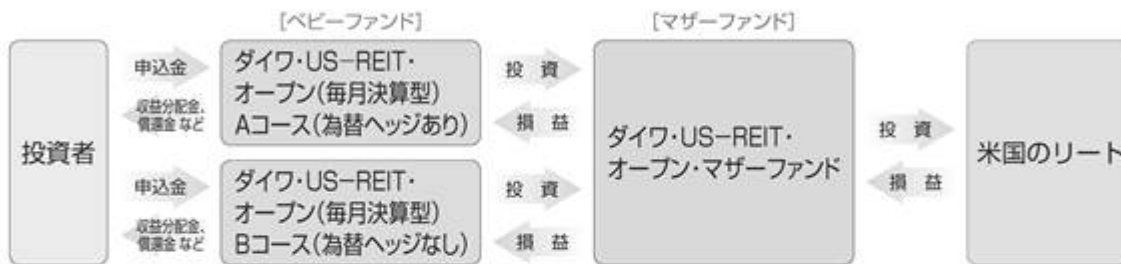 [ベビーファンド]
[マザーファンド]
投資者
申込金
収益分配金、
償還金 など
ダイワ・US-REIT・
オープン(毎月決算型)
Aコース(為替ヘッジあり)
投 資
損 益
申込金
収益分配金、
償還金 など
ダイワ・US-REIT・
オープン(毎月決算型)
Bコース(為替ヘッジなし)
投 資
損 益
ダイワ・US-REIT・
オープン・マザーファンド
投 資
損 益
米国のリート